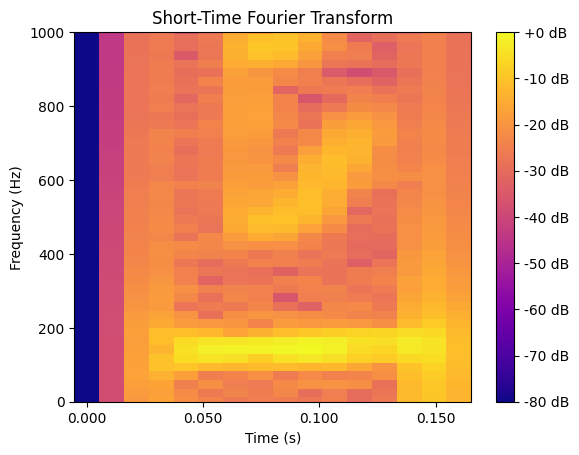 Short-Time Fourier Transform
Frequency (Hz)
1000
800
600
400
200
0
0.000
0.050
0.100
0.150
Time (s)
+0 dB
-10 dB
-20 dB
-30 dB
-40 dB
-50 dB
-60 dB
-70 dB
-80 dB